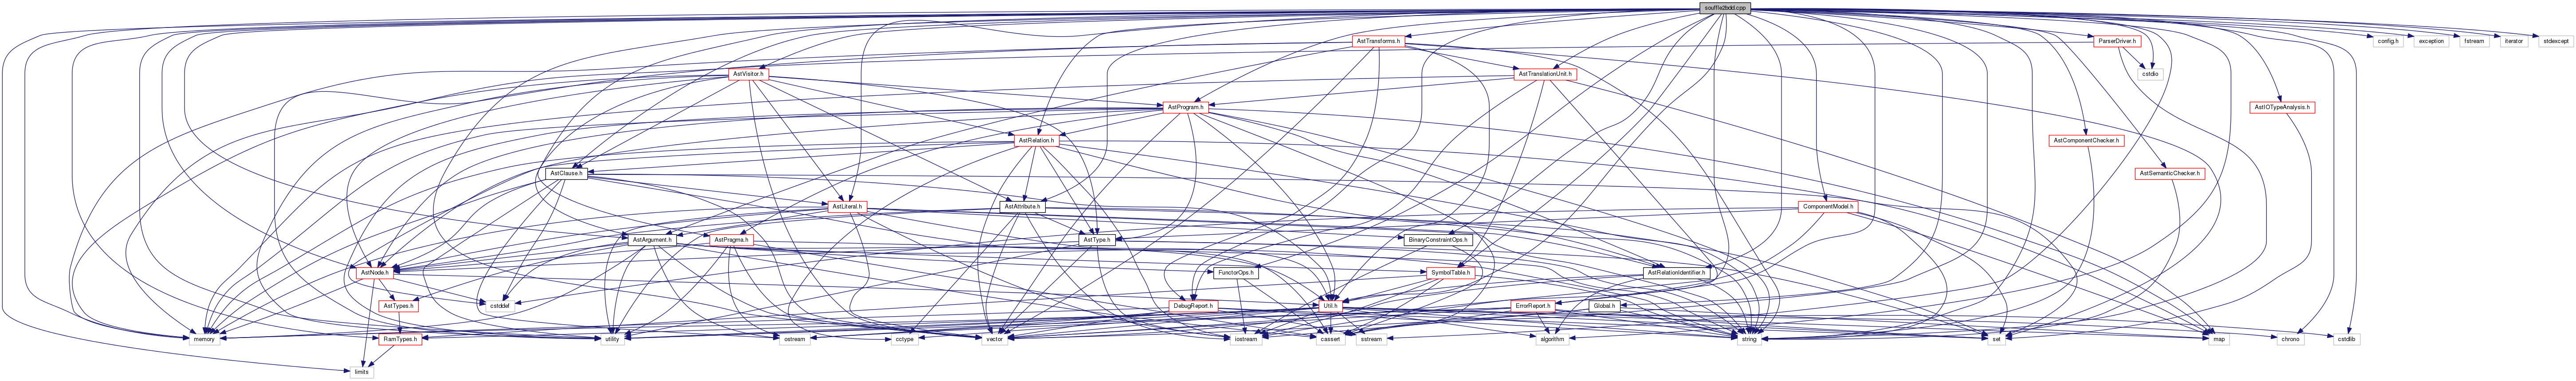 souffle2bdd.cpp
AstTransforms.h
ParserDriver.h
config.h
exception
fstream
iterator
stdexcept
AstVisitor.h
AstTranslationUnit.h
cstdio
AstProgram.h
AstIOTypeAnalysis.h
AstRelation.h
AstComponentChecker.h
AstClause.h
AstSemanticChecker.h
AstLiteral.h
AstAttribute.h
ComponentModel.h
AstArgument.h
AstPragma.h
AstType.h
BinaryConstraintOps.h
AstNode.h
FunctorOps.h
SymbolTable.h
AstRelationIdentifier.h
AstTypes.h
cstddef
DebugReport.h
Util.h
ErrorReport.h
Global.h
memory
RamTypes.h
utility
ostream
cctype
vector
iostream
cassert
sstream
algorithm
string
set
map
chrono
cstdlib
limits